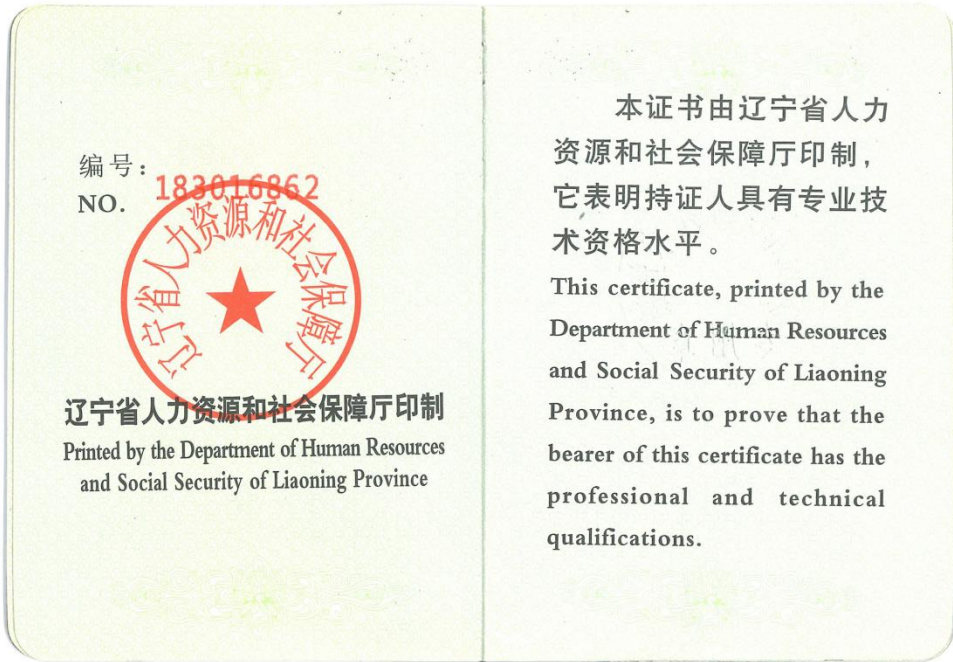 编号:
183016862
NO.
辽宁省人力资源和社会保障厅
辽宁省人力资源和社会保障厅印制
Printed by the Department of Human Resources
and Social Security of Liaoning Province
本证书由辽宁省人力
资源和社会保障厅印制，
它表明持证人具有专业技
术资格水平。
This certificate, printed by the
Department of Human Resources
and Social Security of Liaoning
Province, is to prove that the
bearer of this certificate has the
professional and technical
qualifications.